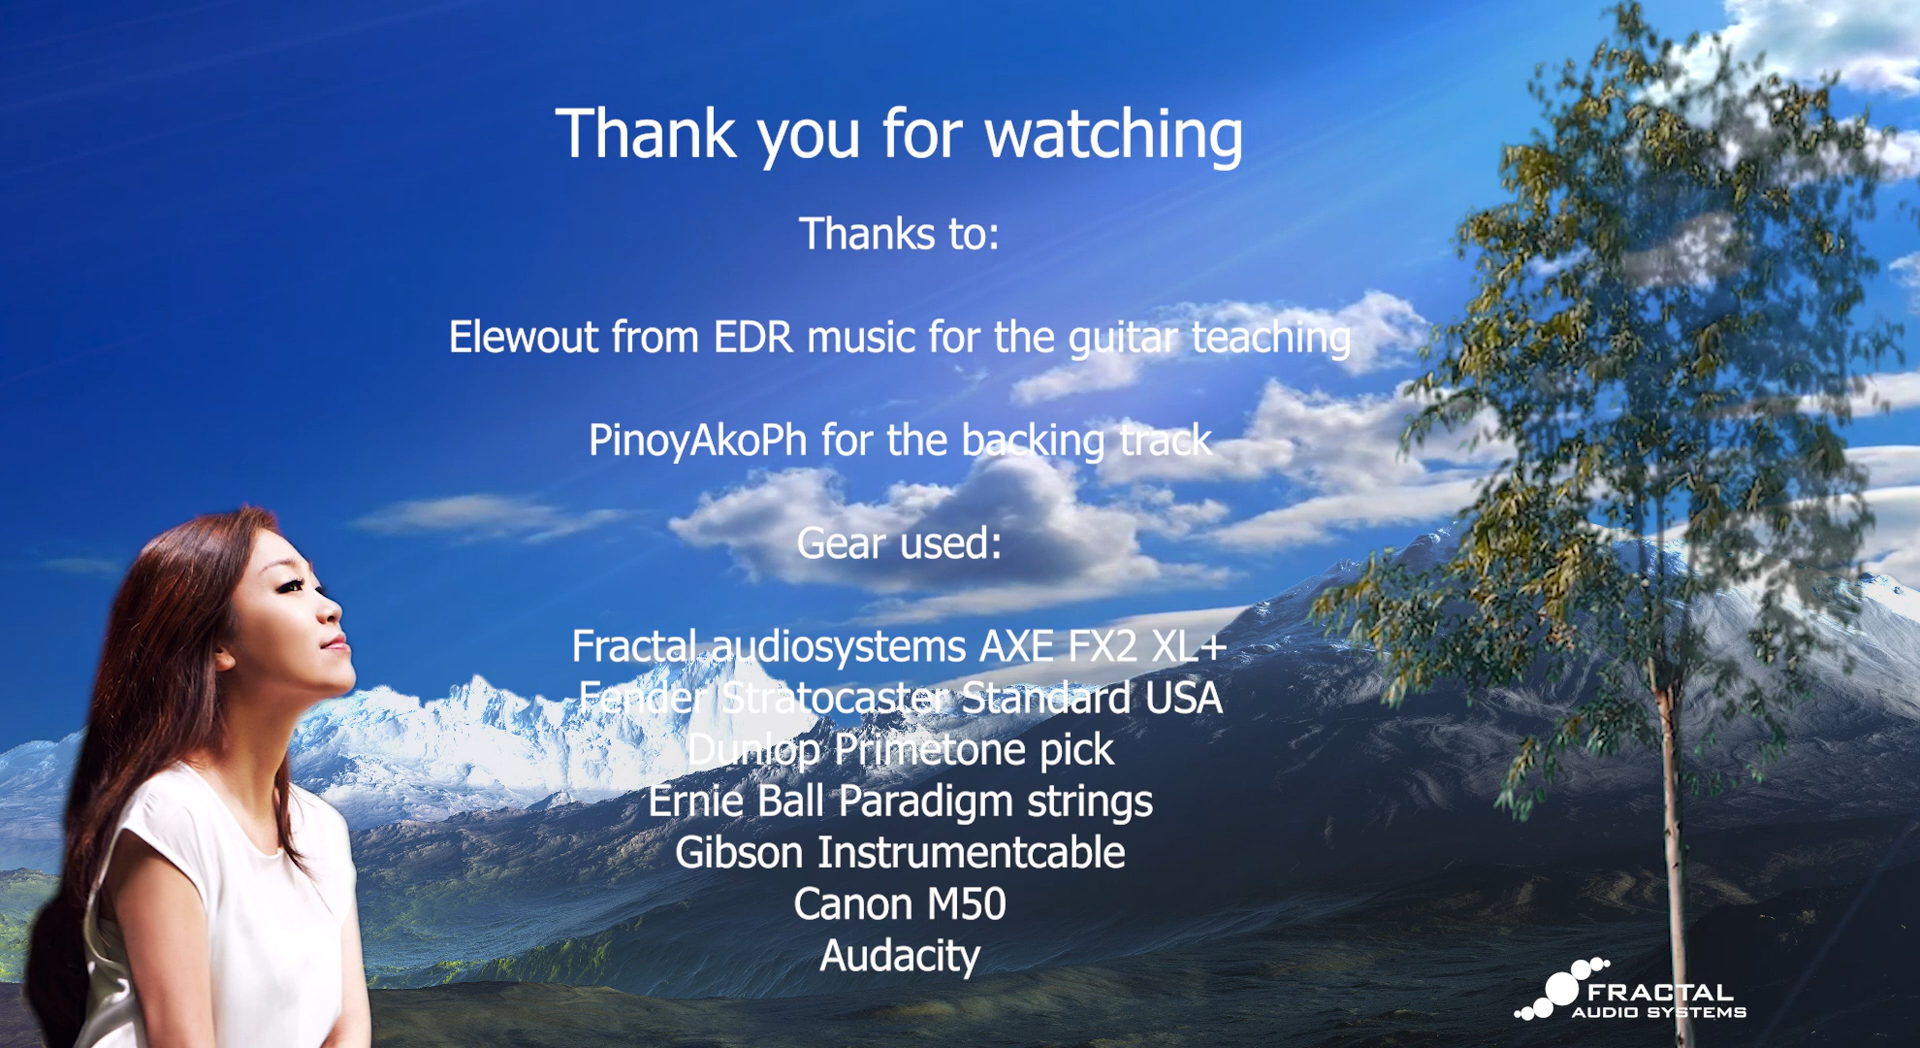 Thank you for watching
Thanks to:
Elewout from EDR music for the guitar teaching
PinoyAkoPh for the backing track
Gear used:
Fractal audiosystems AXE FX2 XL+
Fender Stratocaster Standard USA
Dunlop Primetone pick
Ernie Ball Paradigm strings
Gibson Instrumentcable
Canon M50
Audacity
FRACTAL
AUDIO SYSTEMS